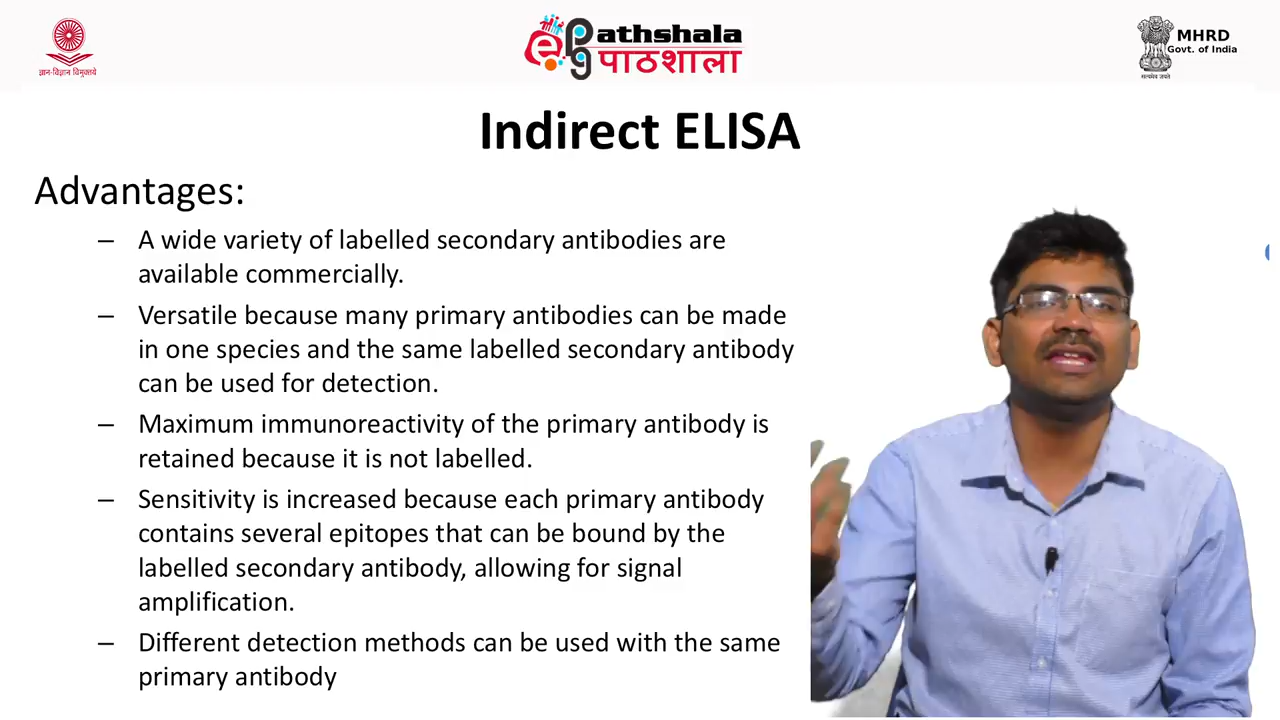 ज्ञान-विज्ञान विमुक्तये
athshala
पाठशाला
MHRD
Govt. of India
सत्यमेव जयते
Indirect ELISA
Advantages:
– A wide variety of labelled secondary antibodies are
available commercially.
– Versatile because many primary antibodies can be made
in one species and the same labelled secondary antibody
can be used for detection.
– Maximum immunoreactivity of the primary antibody is
retained because it is not labelled.
– Sensitivity is increased because each primary antibody
contains several epitopes that can be bound by the
labelled secondary antibody, allowing for signal
amplification.
– Different detection methods can be used with the same
primary antibody